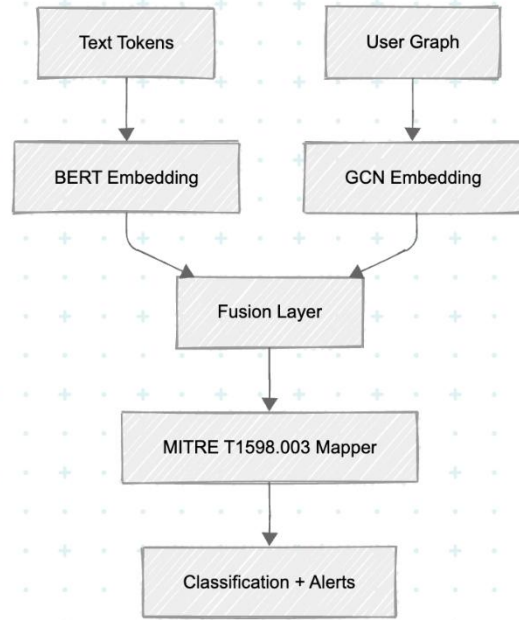 Text Tokens
User Graph
BERT Embedding
GCN Embedding
Fusion Layer
MITRE T1598.003 Mapper
Classification + Alerts